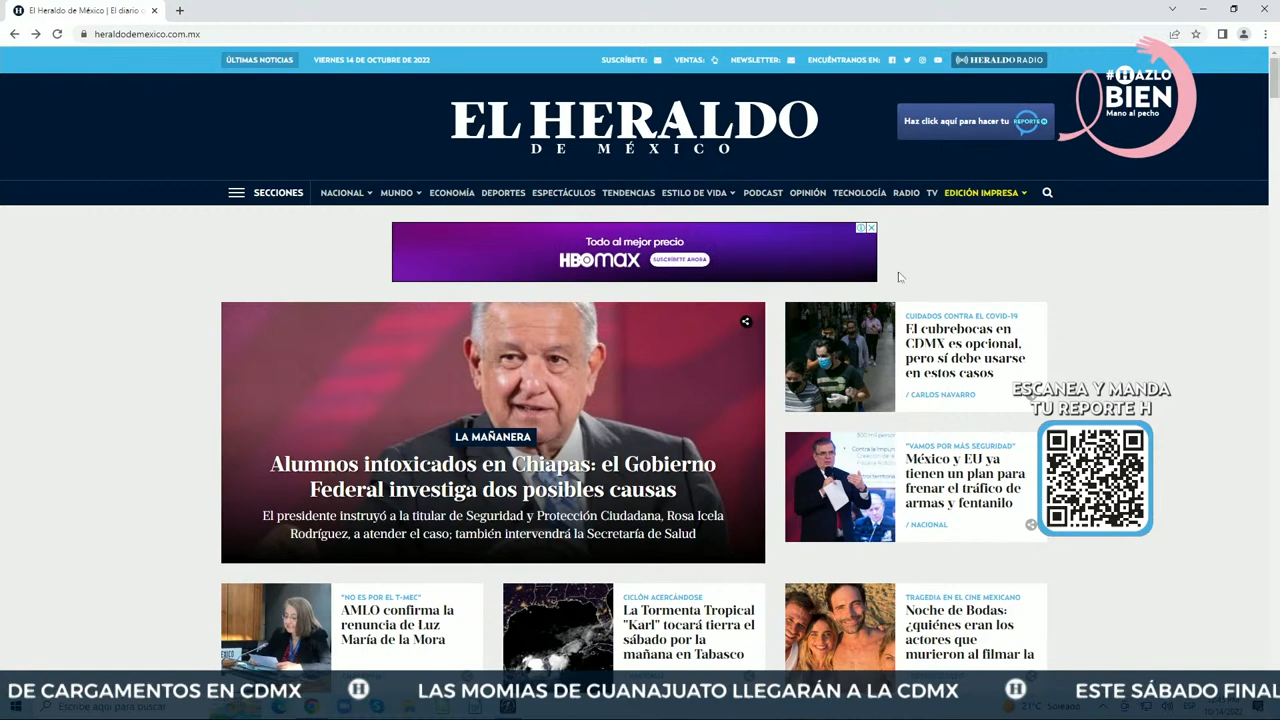 El Heraldo de México | El diario
heraldodemexico.com.mx
ÚLTIMAS NOTICIAS
VIERNES 14 DE OCTUBRE DE 2022
SUSCRÍBETE:
VENTAS:
NEWSLETTER:
ENCUÉNTRANOS EN:
HERALDO RADIO
EL HERALDO
DE MÉXICO
Haz click aquí para hacer tu REPORTE H
#HAZLO
BIEN
Mano al pecho
SECCIONES
NACIONAL
MUNDO
ECONOMÍA
DEPORTES
ESPECTÁCULOS
TENDENCIAS
ESTILO DE VIDA
PODCAST
OPINIÓN
TECNOLOGÍA
RADIO
TV
EDICIÓN IMPRESA
Todo al mejor precio
HBOMAX SUSCRÍBETE AHORA
LA MAÑANERA
Alumnos intoxicados en Chiapas: el Gobierno
Federal investiga dos posibles causas
El presidente instruyó a la titular de Seguridad y Protección Ciudadana, Rosa Icela
Rodríguez, a atender el caso; también intervendrá la Secretaría de Salud
CUIDADOS CONTRA EL COVID-19
El cubrebocas en
CDMX es opcional,
pero sí debe usarse
en estos casos
/ CARLOS NAVARRO
"VAMOS POR MÁS SEGURIDAD"
México y EU ya
tienen un plan para
frenar el tráfico de
armas y fentanilo
/ NACIONAL
ESCANEA Y MANDA
TU REPORTE H
"NO ES POR EL T-MEC"
AMLO confirma la
renuncia de Luz
María de la Mora
CICLÓN ACERCÁNDOSE
La Tormenta Tropical
"Karl" tocará tierra el
sábado por la
mañana en Tabasco
TRAGEDIA EN EL CINE MEXICANO
Noche de Bodas:
¿quiénes eran los
actores que
murieron al filmar la
DE CARGAMENTOS EN CDMX
LAS MOMIAS DE GUANAJUATO LLEGARÁN A LA CDMX
ESTE SÁBADO FINAL
Escribe aquí para buscar
21°C Soleado
ESP
10/14/2022